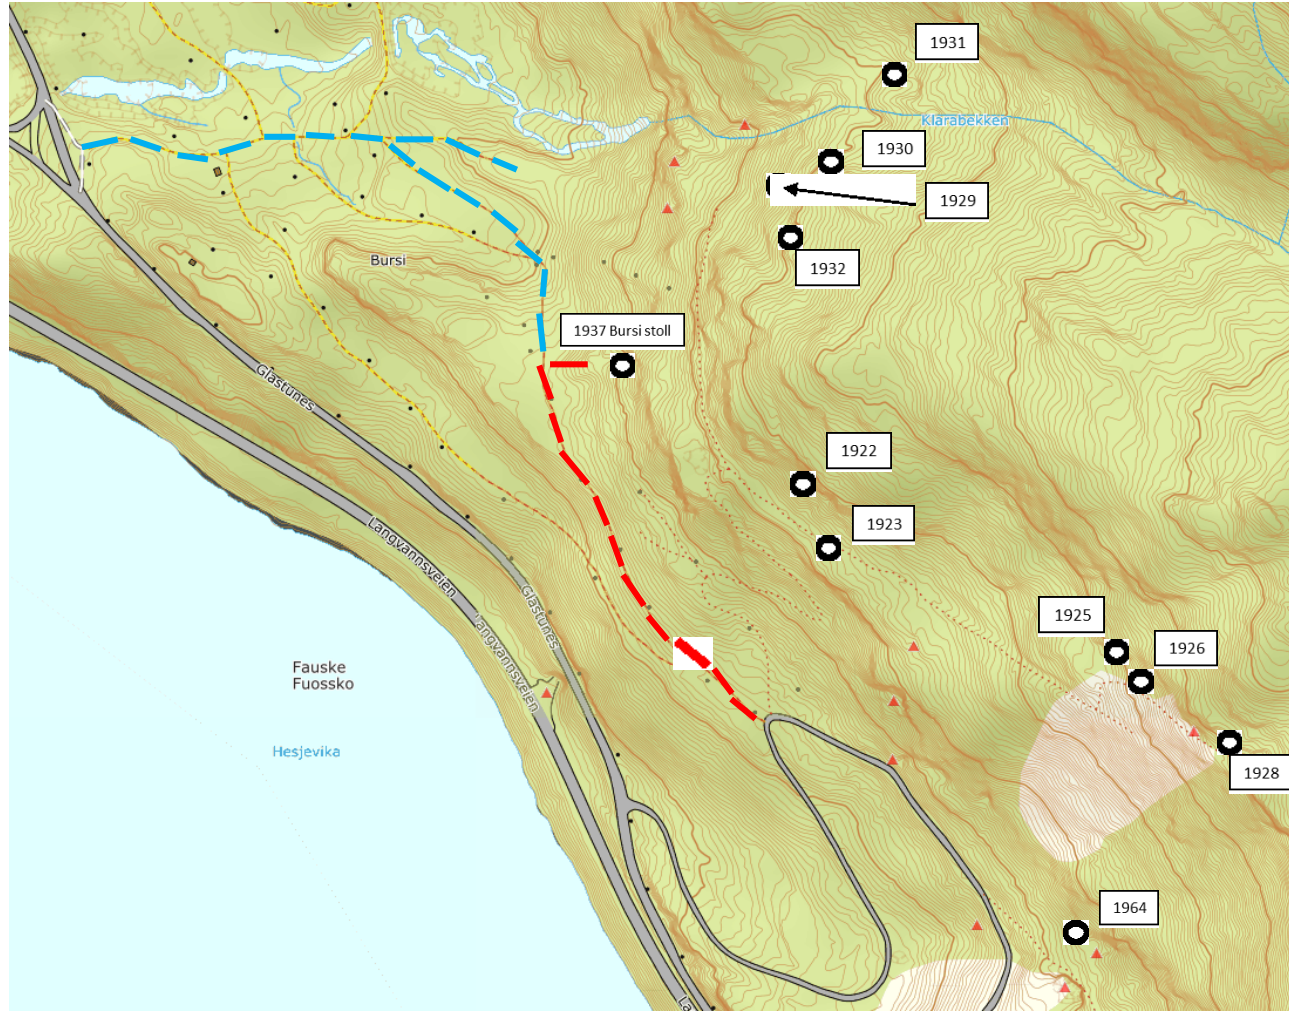 1931
Klarabekken
1930
1929
1932
Bursi
1937 Bursi stoll
Glastunes
1922
Langvannsveien
1923
Glastunes
1925
Langvannsveien
1926
Fauske
Fuossko
Hesjevika
1928
1964
La